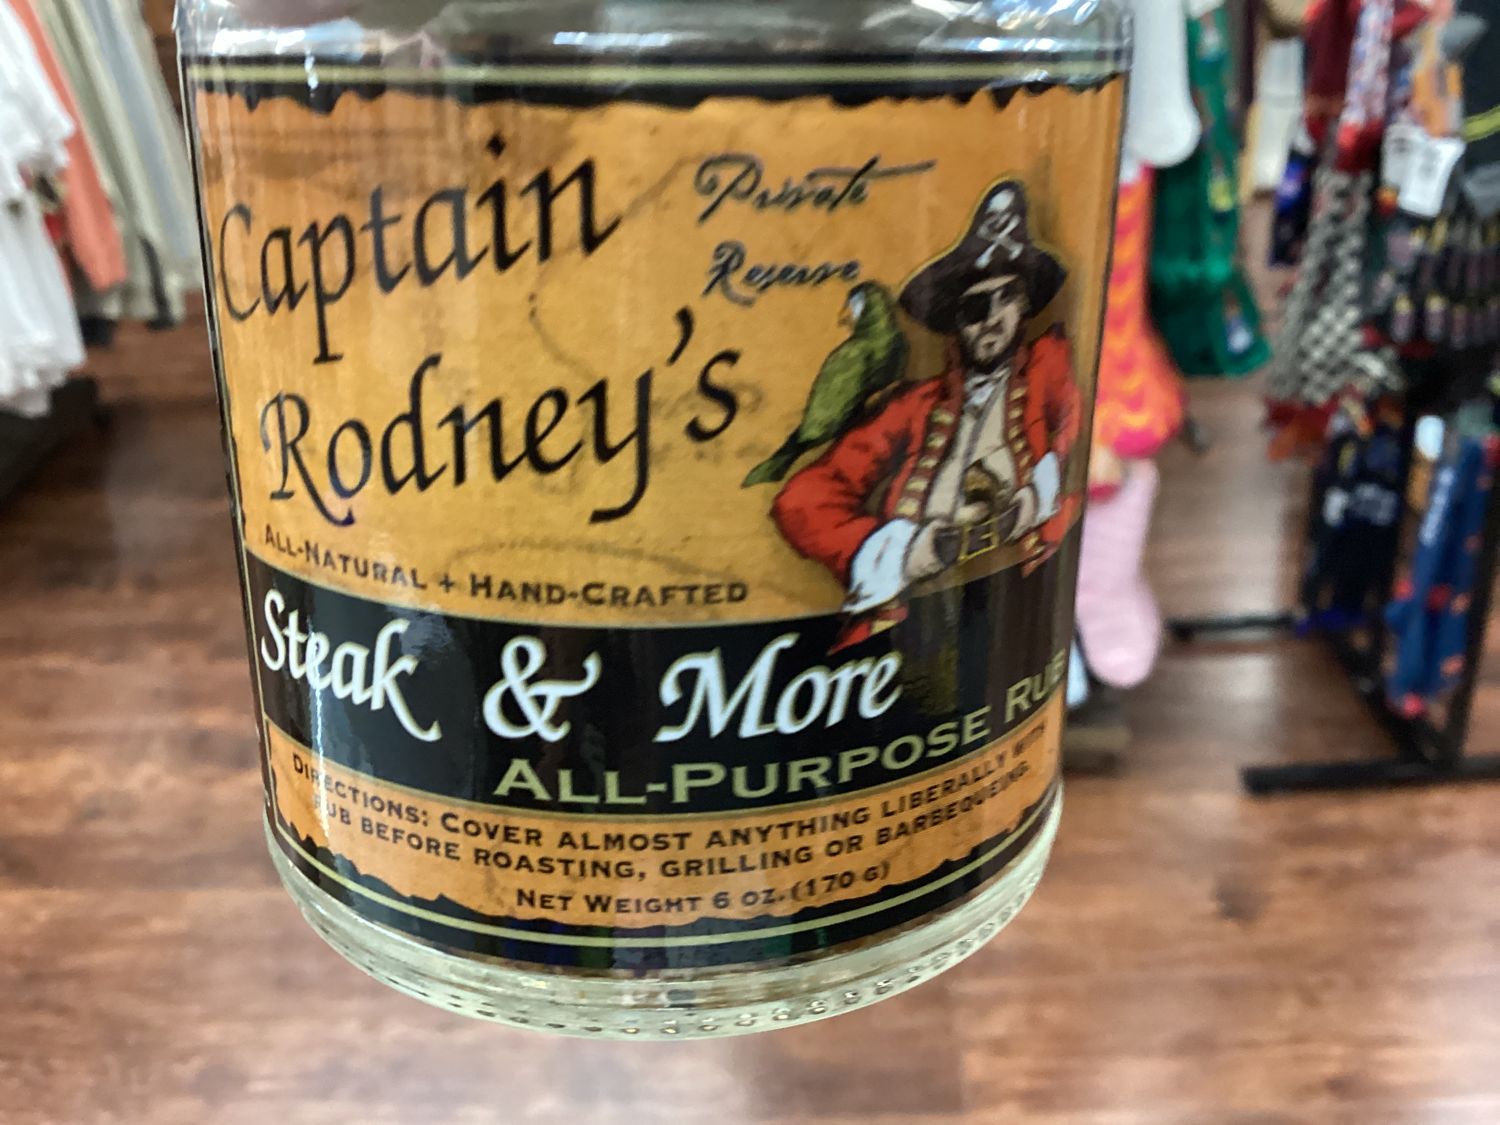 Captain
Rodney's
Private
Reserve
All-Natural + Hand-Crafted
Steak & More
All-Purpose Rub
Directions: Cover almost anything liberally with
rub before roasting, grilling or barbequeing.
Net Weight 6 oz. (170 g)